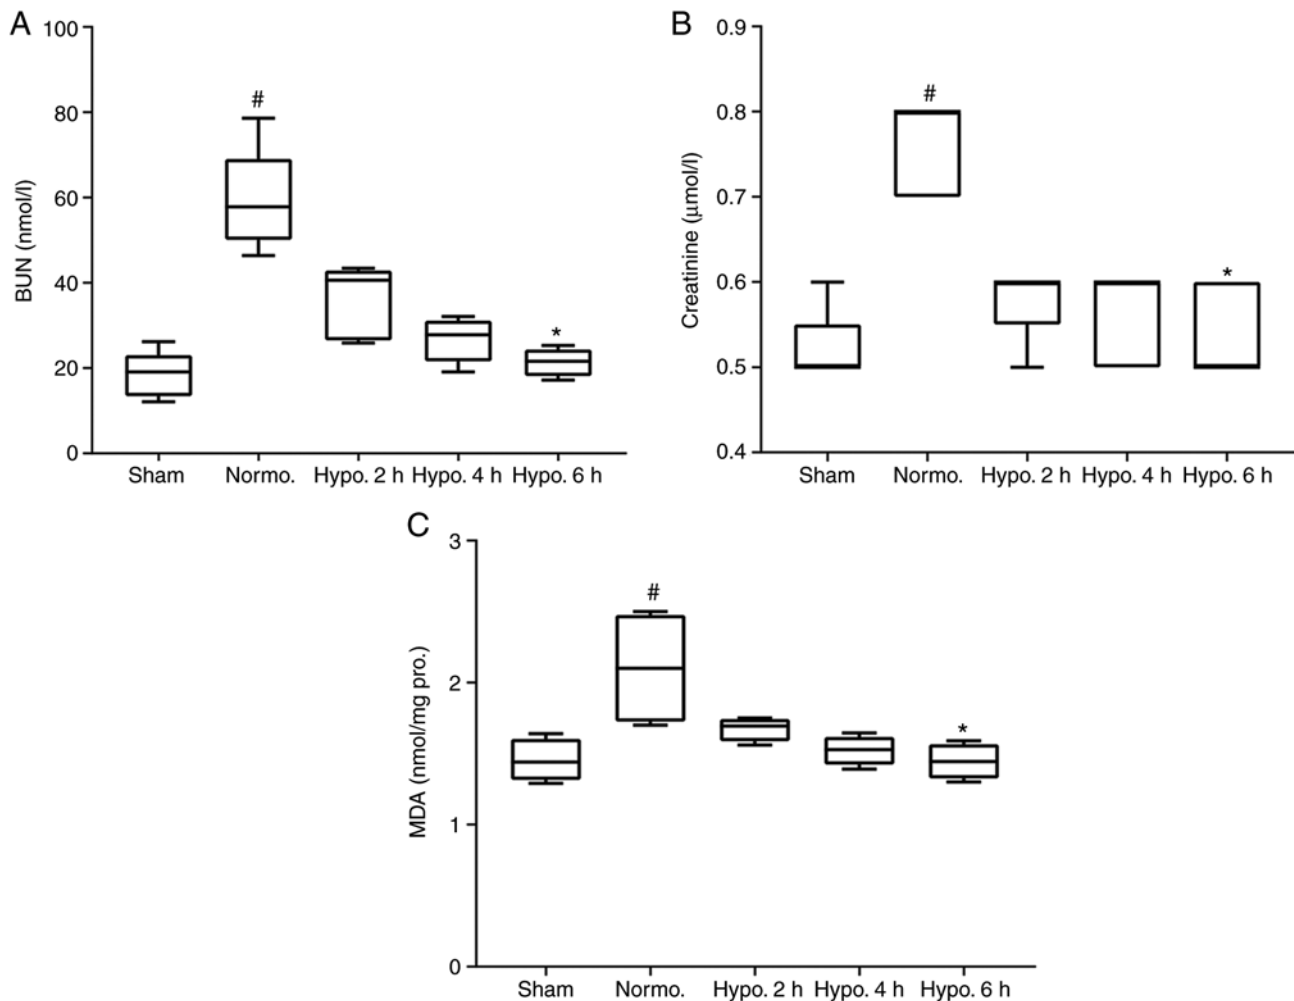 A
BUN (nmol/l)
100
80
60
40
20
0
#
*
Sham Normo. Hypo. 2 h Hypo. 4 h Hypo. 6 h
B
Creatinine (μmol/l)
0.9
0.8
0.7
0.6
0.5
0.4
#
*
Sham Normo. Hypo. 2 h Hypo. 4 h Hypo. 6 h
C
MDA (nmol/mg pro.)
3
2
1
0
#
*
Sham Normo. Hypo. 2 h Hypo. 4 h Hypo. 6 h